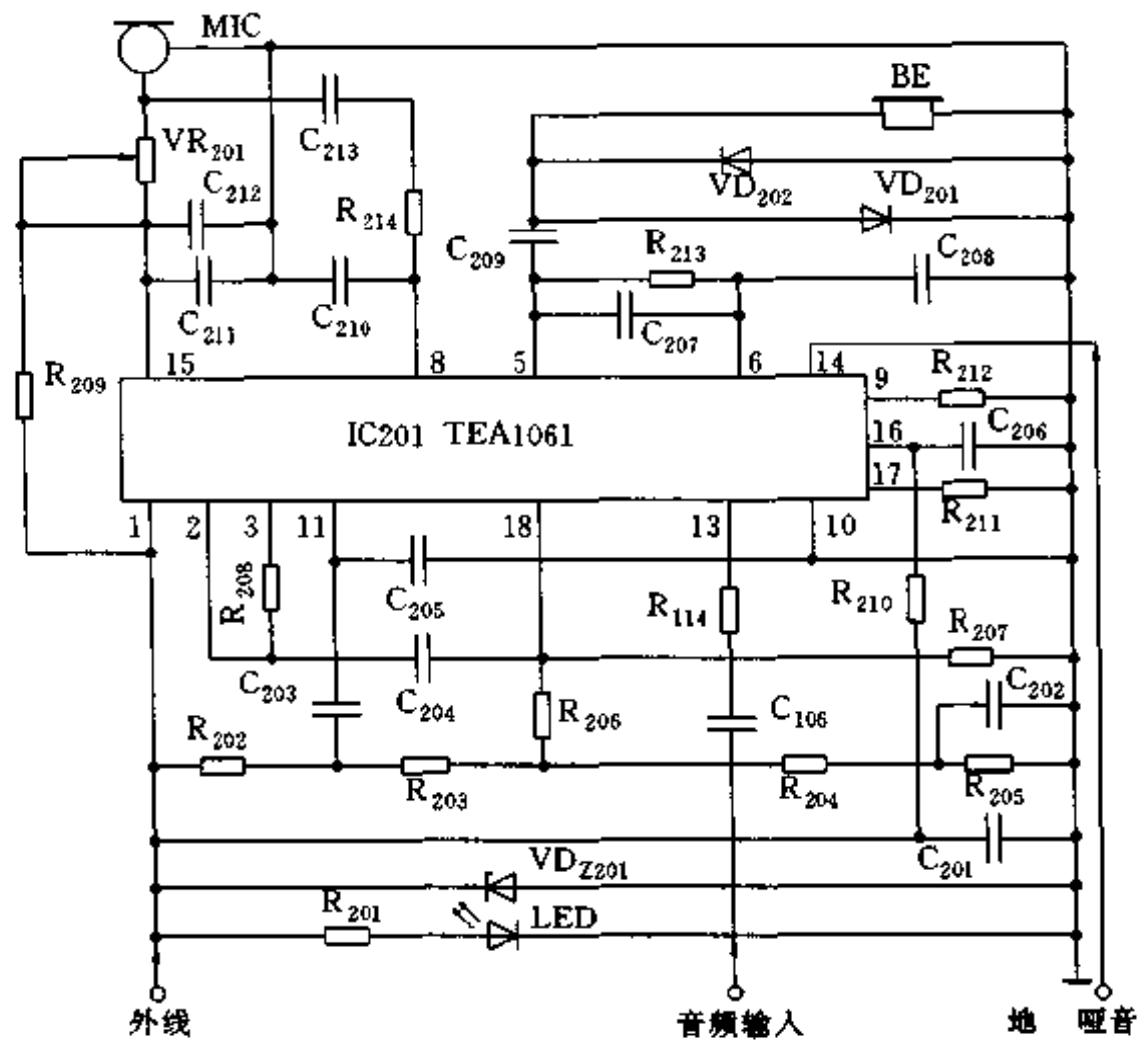 MIC
BE
C213
VR201
C212
VD202
VD201
R214
C209
R213
C208
C211
C210
C207
R209
15
8
5
6
14
9
R212
IC201 TEA1061
16
C206
17
R211
1
2
3
11
18
13
10
R208
C205
R114
R210
R207
C203
C204
R206
C106
C202
R202
R203
R204
R205
C201
VDZ201
R201
LED
外线
音频输入
地
哑音